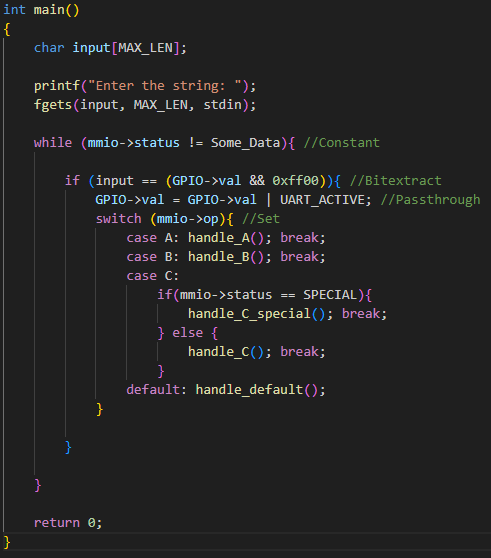 int main()
{
    char input[MAX_LEN];
    printf("Enter the string: ");
    fgets(input, MAX_LEN, stdin);
    while (mmio->status != Some_Data){ //Constant
        if (input == (GPIO->val && 0xff00)){ //Bitextract
            GPIO->val = GPIO->val | UART_ACTIVE; //Passthrough
            switch (mmio->op){ //Set
                case A: handle_A(); break;
                case B: handle_B(); break;
                case C:
                    if(mmio->status == SPECIAL){
                        handle_C_special(); break;
                    } else {
                        handle_C(); break;
                    }
                default: handle_default();
            }
        }
    }
    return 0;
}